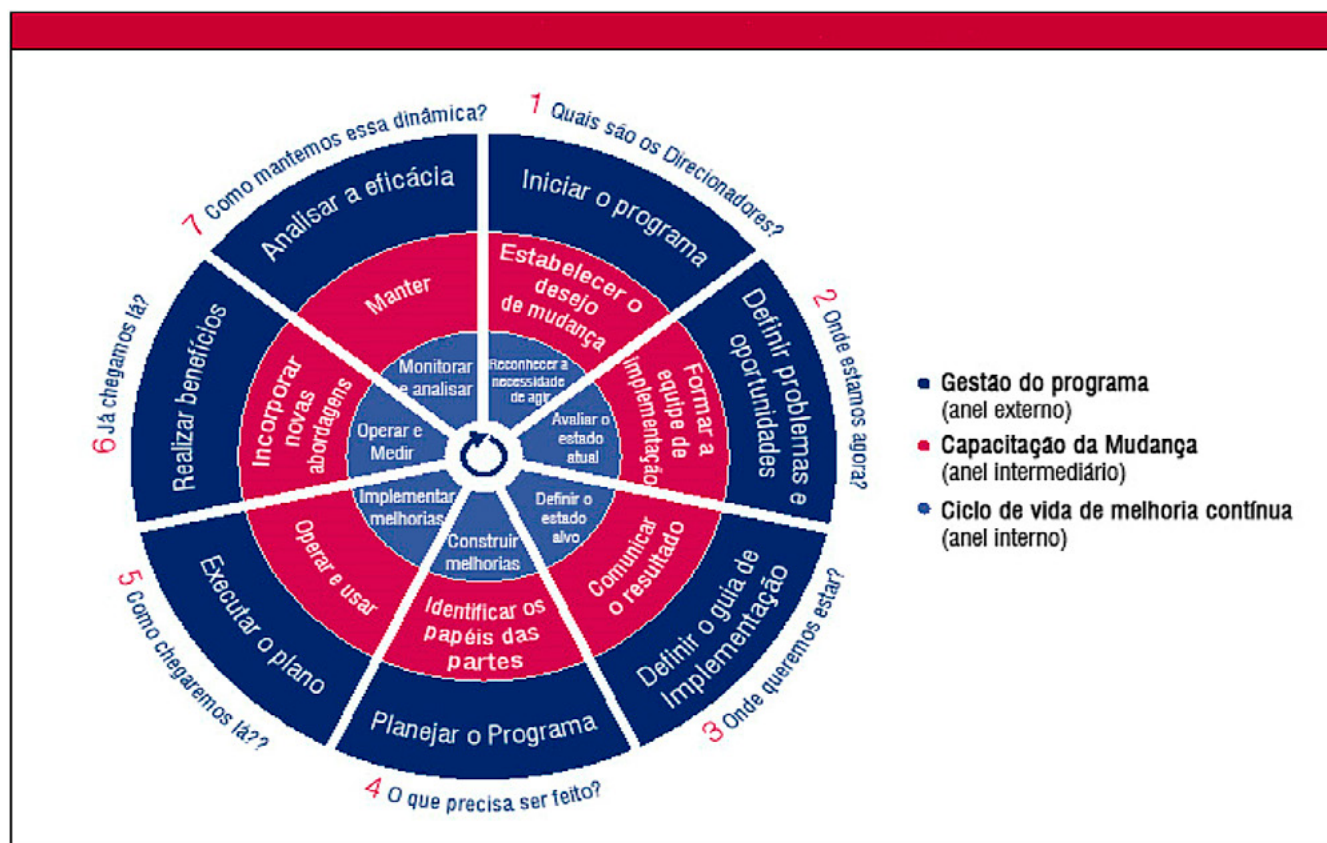 1 Quais são os Direcionadores?
Iniciar o programa
Estabelecer o
desejo
de mudança
Reconhecer a
necessidade
de agir
2 Onde estamos agora?
Definir problemas e
oportunidades
Formar a
equipe de
implementação
Avaliar o
estado
atual
3 Onde queremos estar?
Definir o guia de
Implementação
Comunicar
o resultado
Definir o
estado
alvo
4 O que precisa ser feito?
Planejar o Programa
Identificar os
papéis das
partes
Construir
melhorias
5 Como chegaremos lá??
Executar o plano
Operar e usar
Implementar
melhorias
6 Já chegamos lá?
Realizar benefícios
Incorporar
novas
abordagens
Operar e
Medir
7 Como mantemos essa dinâmica?
Analisar a eficácia
Manter
Monitorar
e analisar
Gestão do programa
(anel externo)
Capacitação da Mudança
(anel intermediário)
Ciclo de vida de melhoria contínua
(anel interno)